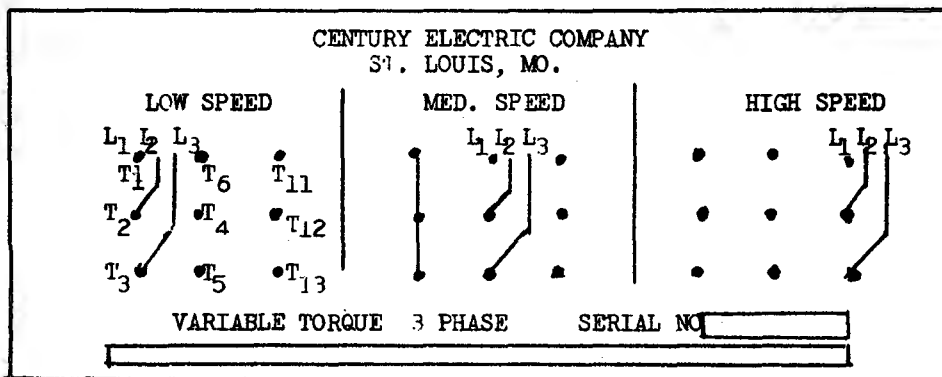 CENTURY ELECTRIC COMPANY
ST. LOUIS, MO.
LOW SPEED MED. SPEED HIGH SPEED
L1 L2 L3 L1 L2 L3 L1 L2 L3
T1 T6 T11
T2 T4 T12
T3 T5 T13
VARIABLE TORQUE 3 PHASE SERIAL NO